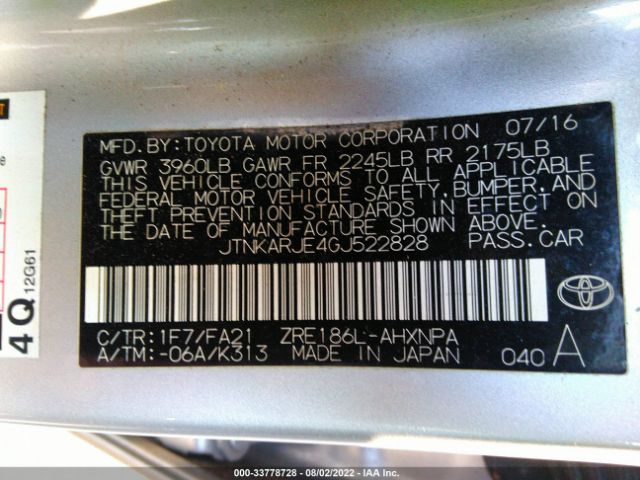 MFD. BY: TOYOTA MOTOR CORPORATION 07/16
GVWR 3960LB GAWR FR 2245LB RR 2175LB
THIS VEHICLE CONFORMS TO ALL APPLICABLE
FEDERAL MOTOR VEHICLE SAFETY, BUMPER, AND
THEFT PREVENTION STANDARDS IN EFFECT ON
THE DATE OF MANUFACTURE SHOWN ABOVE.
JTNKARJE4GJ522828 PASS. CAR
C/TR: 1F7/FA21 ZRE186L-AHXNPA
A/TM: -06A/K313 MADE IN JAPAN 040 A
4Q
12G61
000-33778728 - 08/02/2022 - IAA Inc.